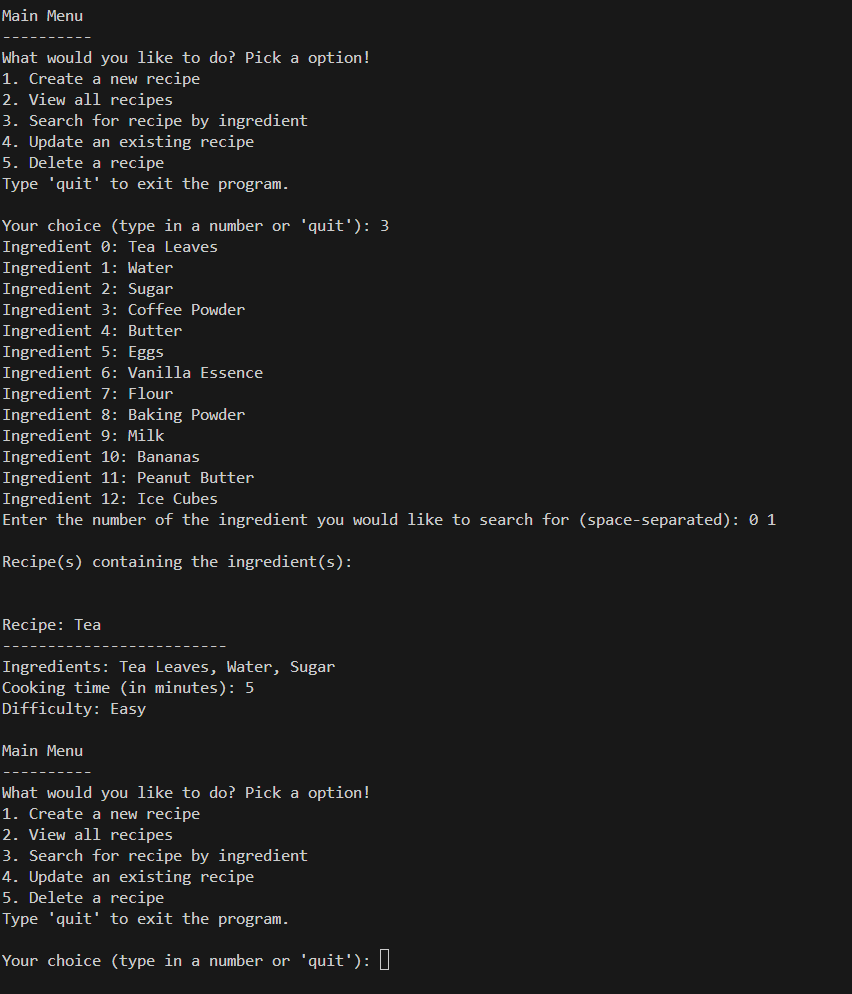 Main Menu
----------
What would you like to do? Pick a option!
1. Create a new recipe
2. View all recipes
3. Search for recipe by ingredient
4. Update an existing recipe
5. Delete a recipe
Type 'quit' to exit the program.
Your choice (type in a number or 'quit'): 3
Ingredient 0: Tea Leaves
Ingredient 1: Water
Ingredient 2: Sugar
Ingredient 3: Coffee Powder
Ingredient 4: Butter
Ingredient 5: Eggs
Ingredient 6: Vanilla Essence
Ingredient 7: Flour
Ingredient 8: Baking Powder
Ingredient 9: Milk
Ingredient 10: Bananas
Ingredient 11: Peanut Butter
Ingredient 12: Ice Cubes
Enter the number of the ingredient you would like to search for (space-separated): 0 1
Recipe(s) containing the ingredient(s):
Recipe: Tea
-------------------------
Ingredients: Tea Leaves, Water, Sugar
Cooking time (in minutes): 5
Difficulty: Easy
Main Menu
----------
What would you like to do? Pick a option!
1. Create a new recipe
2. View all recipes
3. Search for recipe by ingredient
4. Update an existing recipe
5. Delete a recipe
Type 'quit' to exit the program.
Your choice (type in a number or 'quit'):